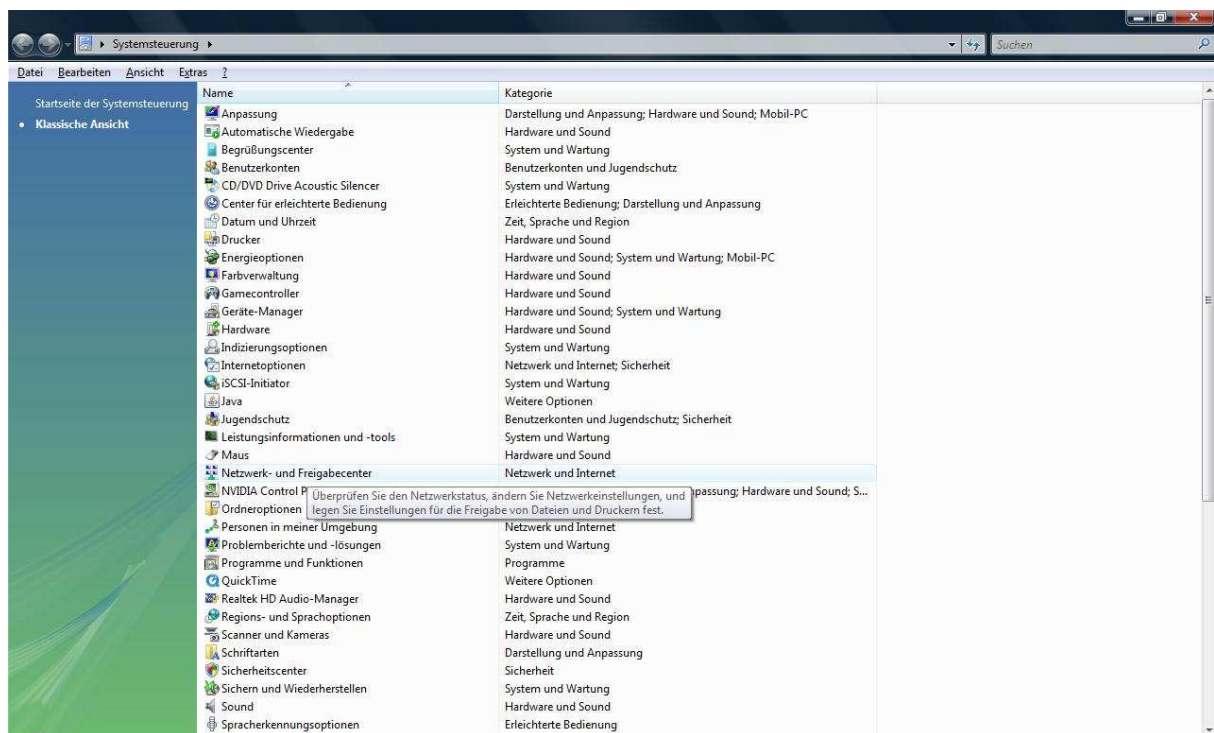 Systemsteuerung
Suchen
Datei Bearbeiten Ansicht Extras ?
Startseite der Systemsteuerung
Klassische Ansicht
Name Kategorie
Anpassung Darstellung und Anpassung; Hardware und Sound; Mobil-PC
Automatische Wiedergabe Hardware und Sound
Begrüßungscenter System und Wartung
Benutzerkonten Benutzerkonten und Jugendschutz
CD/DVD Drive Acoustic Silencer System und Wartung
Center für erleichterte Bedienung Erleichterte Bedienung; Darstellung und Anpassung
Datum und Uhrzeit Zeit, Sprache und Region
Drucker Hardware und Sound
Energieoptionen Hardware und Sound; System und Wartung; Mobil-PC
Farbverwaltung Hardware und Sound
Gamecontroller Hardware und Sound
Geräte-Manager Hardware und Sound; System und Wartung
Hardware Hardware und Sound
Indizierungsoptionen System und Wartung
Internetoptionen Netzwerk und Internet; Sicherheit
iSCSI-Initiator System und Wartung
Java Weitere Optionen
Jugendschutz Benutzerkonten und Jugendschutz; Sicherheit
Leistungsinformationen und -tools System und Wartung
Maus Hardware und Sound
Netzwerk- und Freigabecenter Netzwerk und Internet
NVIDIA Control P npassung; Hardware und Sound; S...
Überprüfen Sie den Netzwerkstatus, ändern Sie Netzwerkeinstellungen, und
legen Sie Einstellungen für die Freigabe von Dateien und Druckern fest.
Ordneroptionen
Personen in meiner Umgebung Netzwerk und Internet
Problemberichte und -lösungen System und Wartung
Programme und Funktionen Programme
QuickTime Weitere Optionen
Realtek HD Audio-Manager Hardware und Sound
Regions- und Sprachoptionen Zeit, Sprache und Region
Scanner und Kameras Hardware und Sound
Schriftarten Darstellung und Anpassung
Sicherheitscenter Sicherheit
Sichern und Wiederherstellen System und Wartung
Sound Hardware und Sound
Spracherkennungsoptionen Erleichterte Bedienung